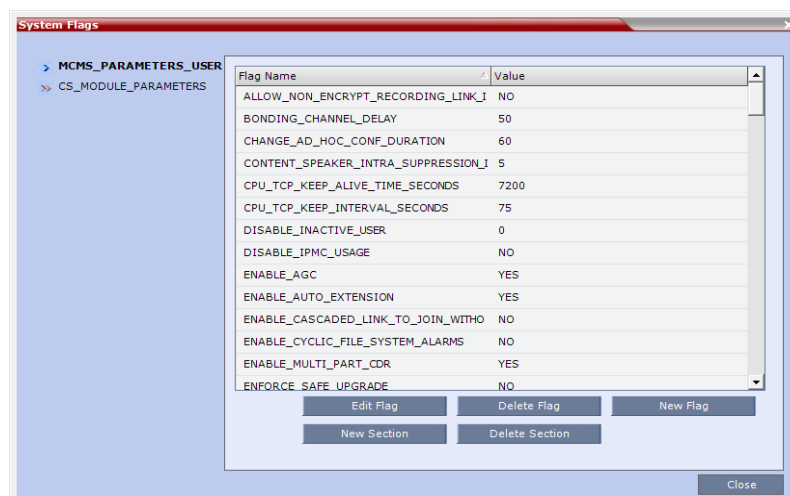 System Flags
MCMS_PARAMETERS_USER
CS_MODULE_PARAMETERS
Flag Name Value
ALLOW_NON_ENCRYPT_RECORDING_LINK_I NO
BONDING_CHANNEL_DELAY 50
CHANGE_AD_HOC_CONF_DURATION 60
CONTENT_SPEAKER_INTRA_SUPPRESSION_I 5
CPU_TCP_KEEP_ALIVE_TIME_SECONDS 7200
CPU_TCP_KEEP_INTERVAL_SECONDS 75
DISABLE_INACTIVE_USER 0
DISABLE_IPMC_USAGE NO
ENABLE_AGC YES
ENABLE_AUTO_EXTENSION YES
ENABLE_CASCADED_LINK_TO_JOIN_WITHO NO
ENABLE_CYCLIC_FILE_SYSTEM_ALARMS NO
ENABLE_MULTI_PART_CDR YES
ENFORCE_SAFE_UPGRADE NO
Edit Flag Delete Flag New Flag
New Section Delete Section
Close